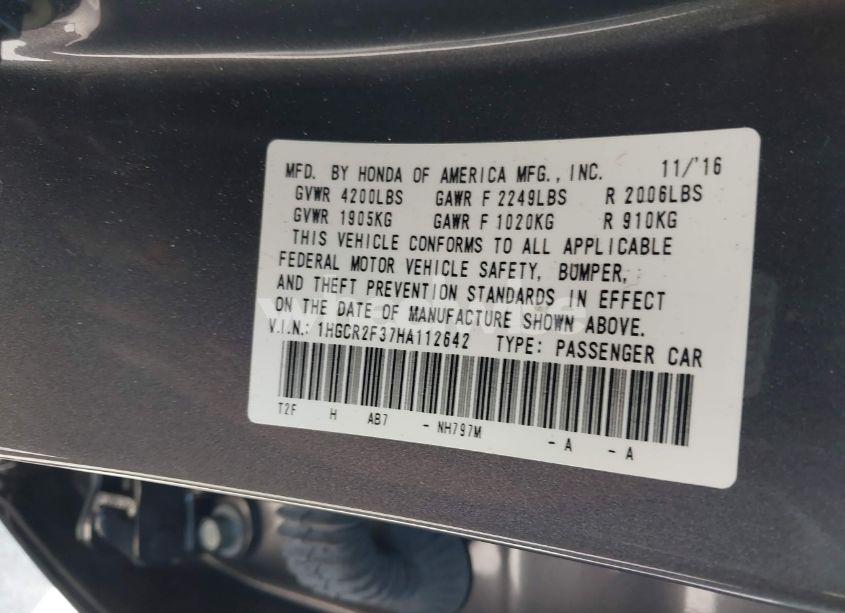 MFD. BY HONDA OF AMERICA MFG., INC. 11/'16
GVWR 4200LBS GAWR F 2249LBS R 2006LBS
GVWR 1905KG GAWR F 1020KG R 910KG
THIS VEHICLE CONFORMS TO ALL APPLICABLE
FEDERAL MOTOR VEHICLE SAFETY, BUMPER,
AND THEFT PREVENTION STANDARDS IN EFFECT
ON THE DATE OF MANUFACTURE SHOWN ABOVE.
V.I.N.: 1HGCR2F37HA112642 TYPE: PASSENGER CAR
T2F H AB7 - NH797M - A - A